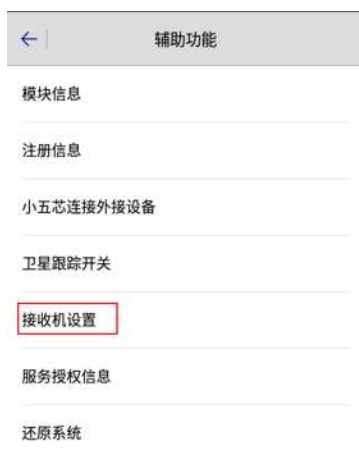 辅助功能
模块信息
注册信息
小五芯连接外接设备
卫星跟踪开关
接收机设置
服务授权信息
还原系统